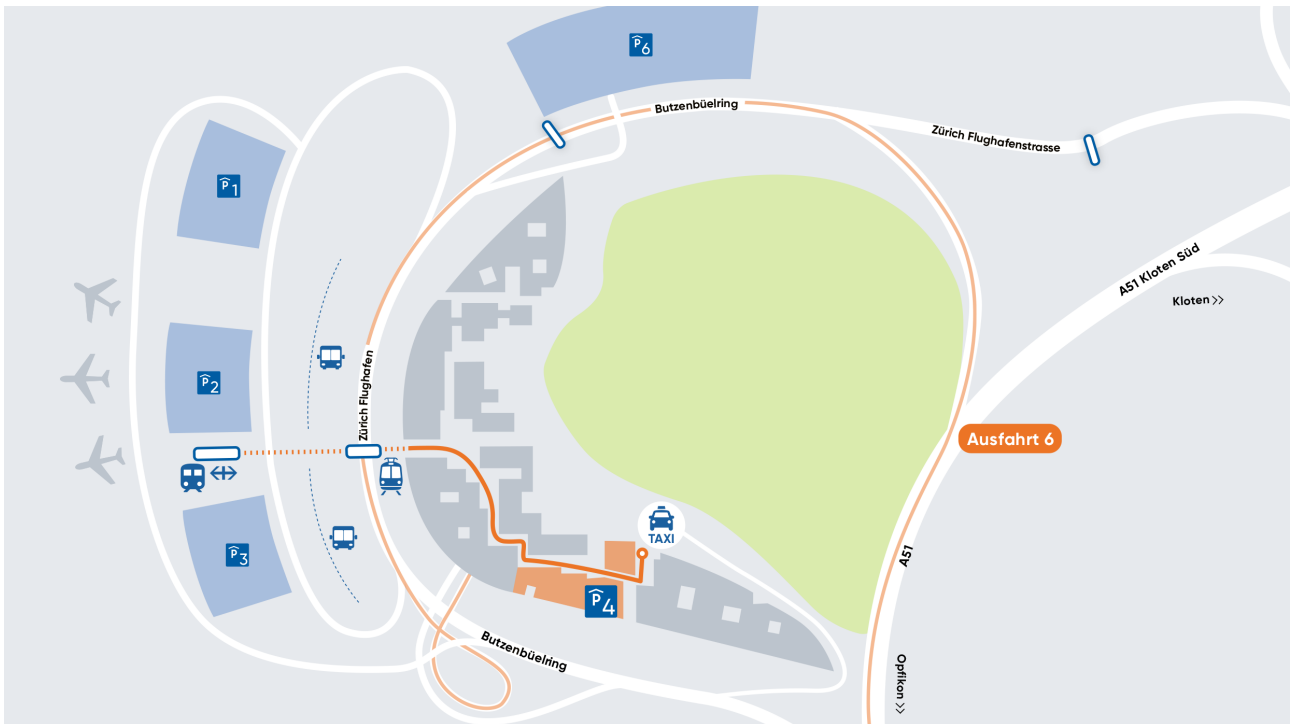 P6
Butzenbüelring
Zürich Flughafenstrasse
P1
A51 Kloten Süd
Kloten >>
P2
Zürich Flughafen
Ausfahrt 6
TAXI
P3
A51
P4
Butzenbüelring
Opfikon >>